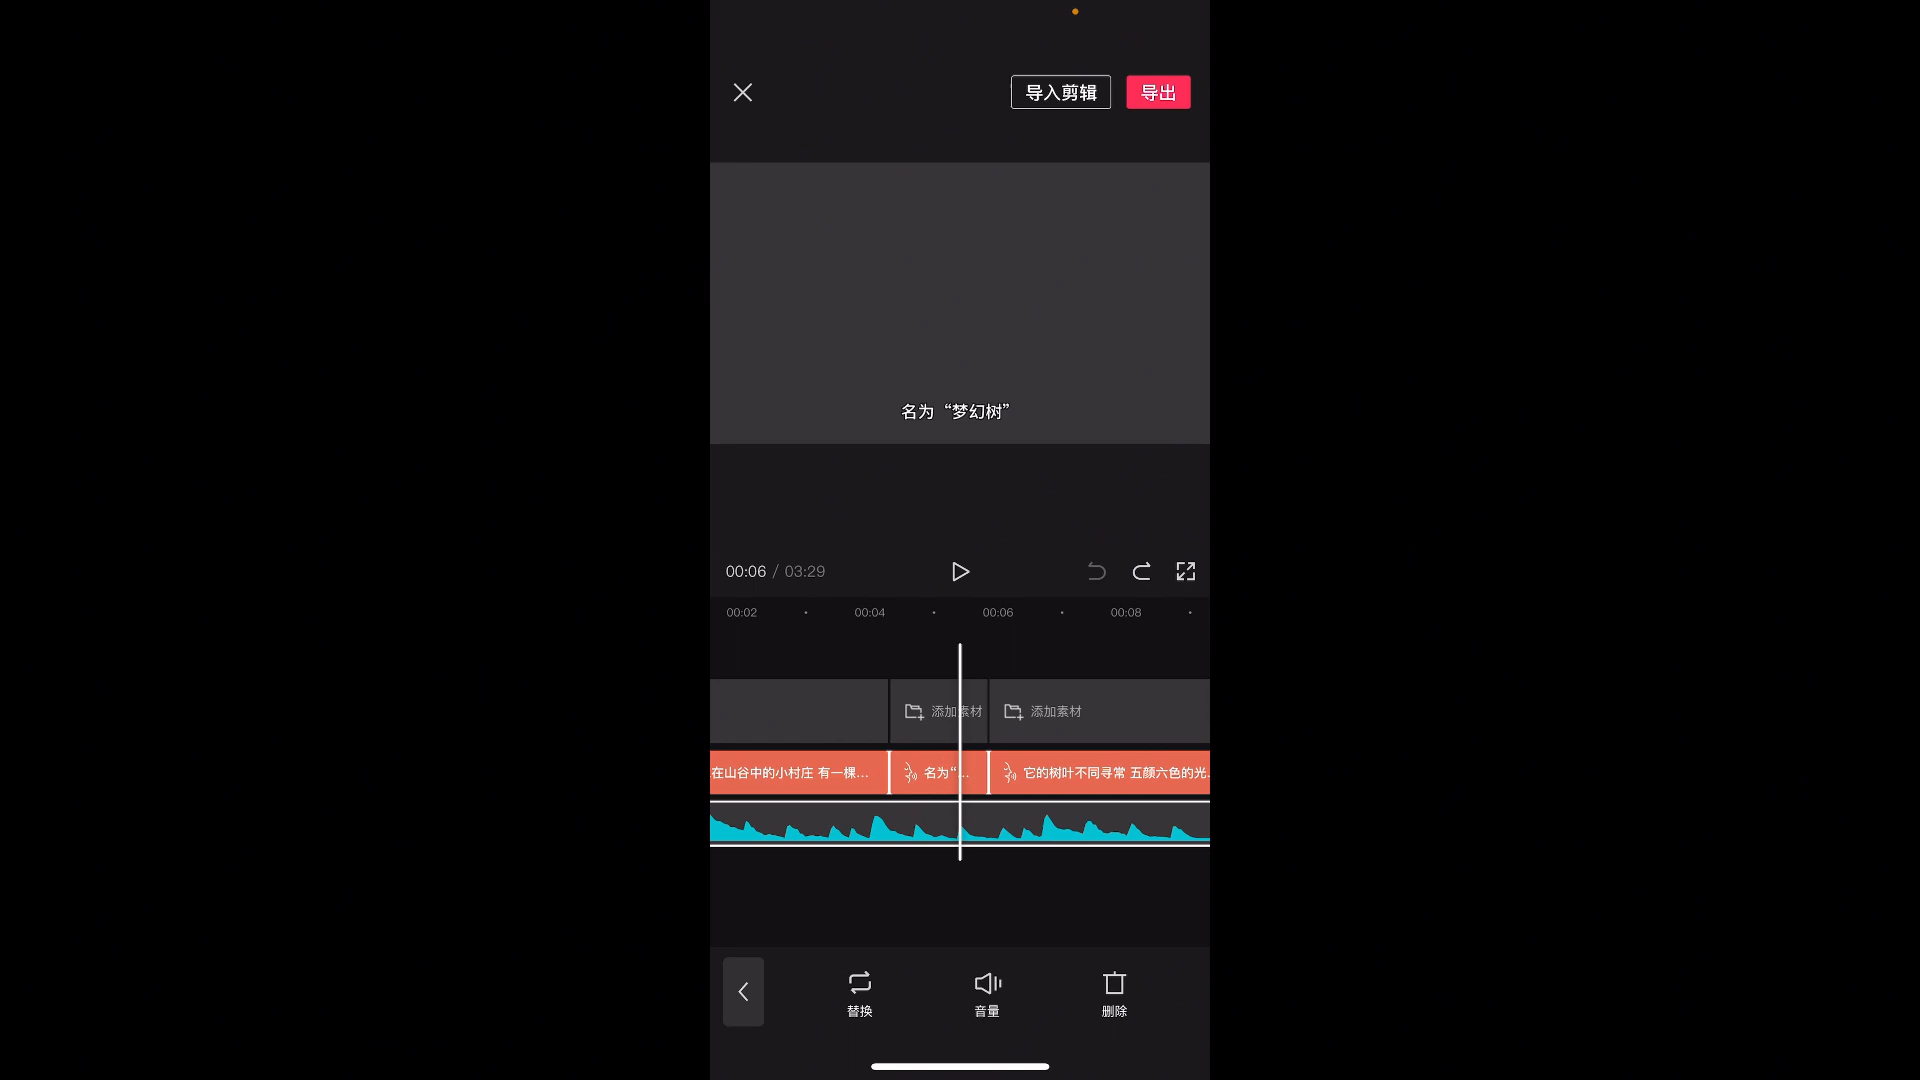 导入剪辑
导出
名为“梦幻树”
00:06 / 03:29
00:02
00:04
00:06
00:08
添加素材
添加素材
在山谷中的小村庄 有一棵...
名为“...
它的树叶不同寻常 五颜六色的光
替换
音量
删除